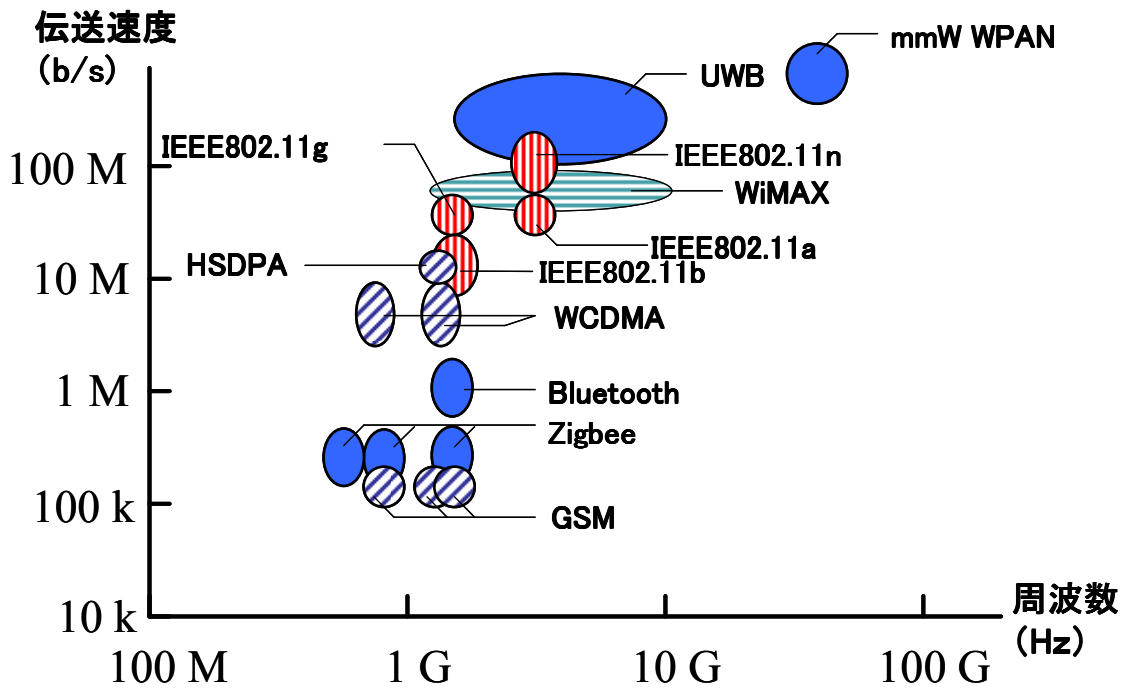 伝送速度
(b/s)
mmW WPAN
UWB
IEEE802.11g
IEEE802.11n
100 M
WiMAX
IEEE802.11a
HSDPA
IEEE802.11b
10 M
WCDMA
1 M
Bluetooth
Zigbee
100 k
GSM
10 k
周波数
(Hz)
100 M
1 G
10 G
100 G